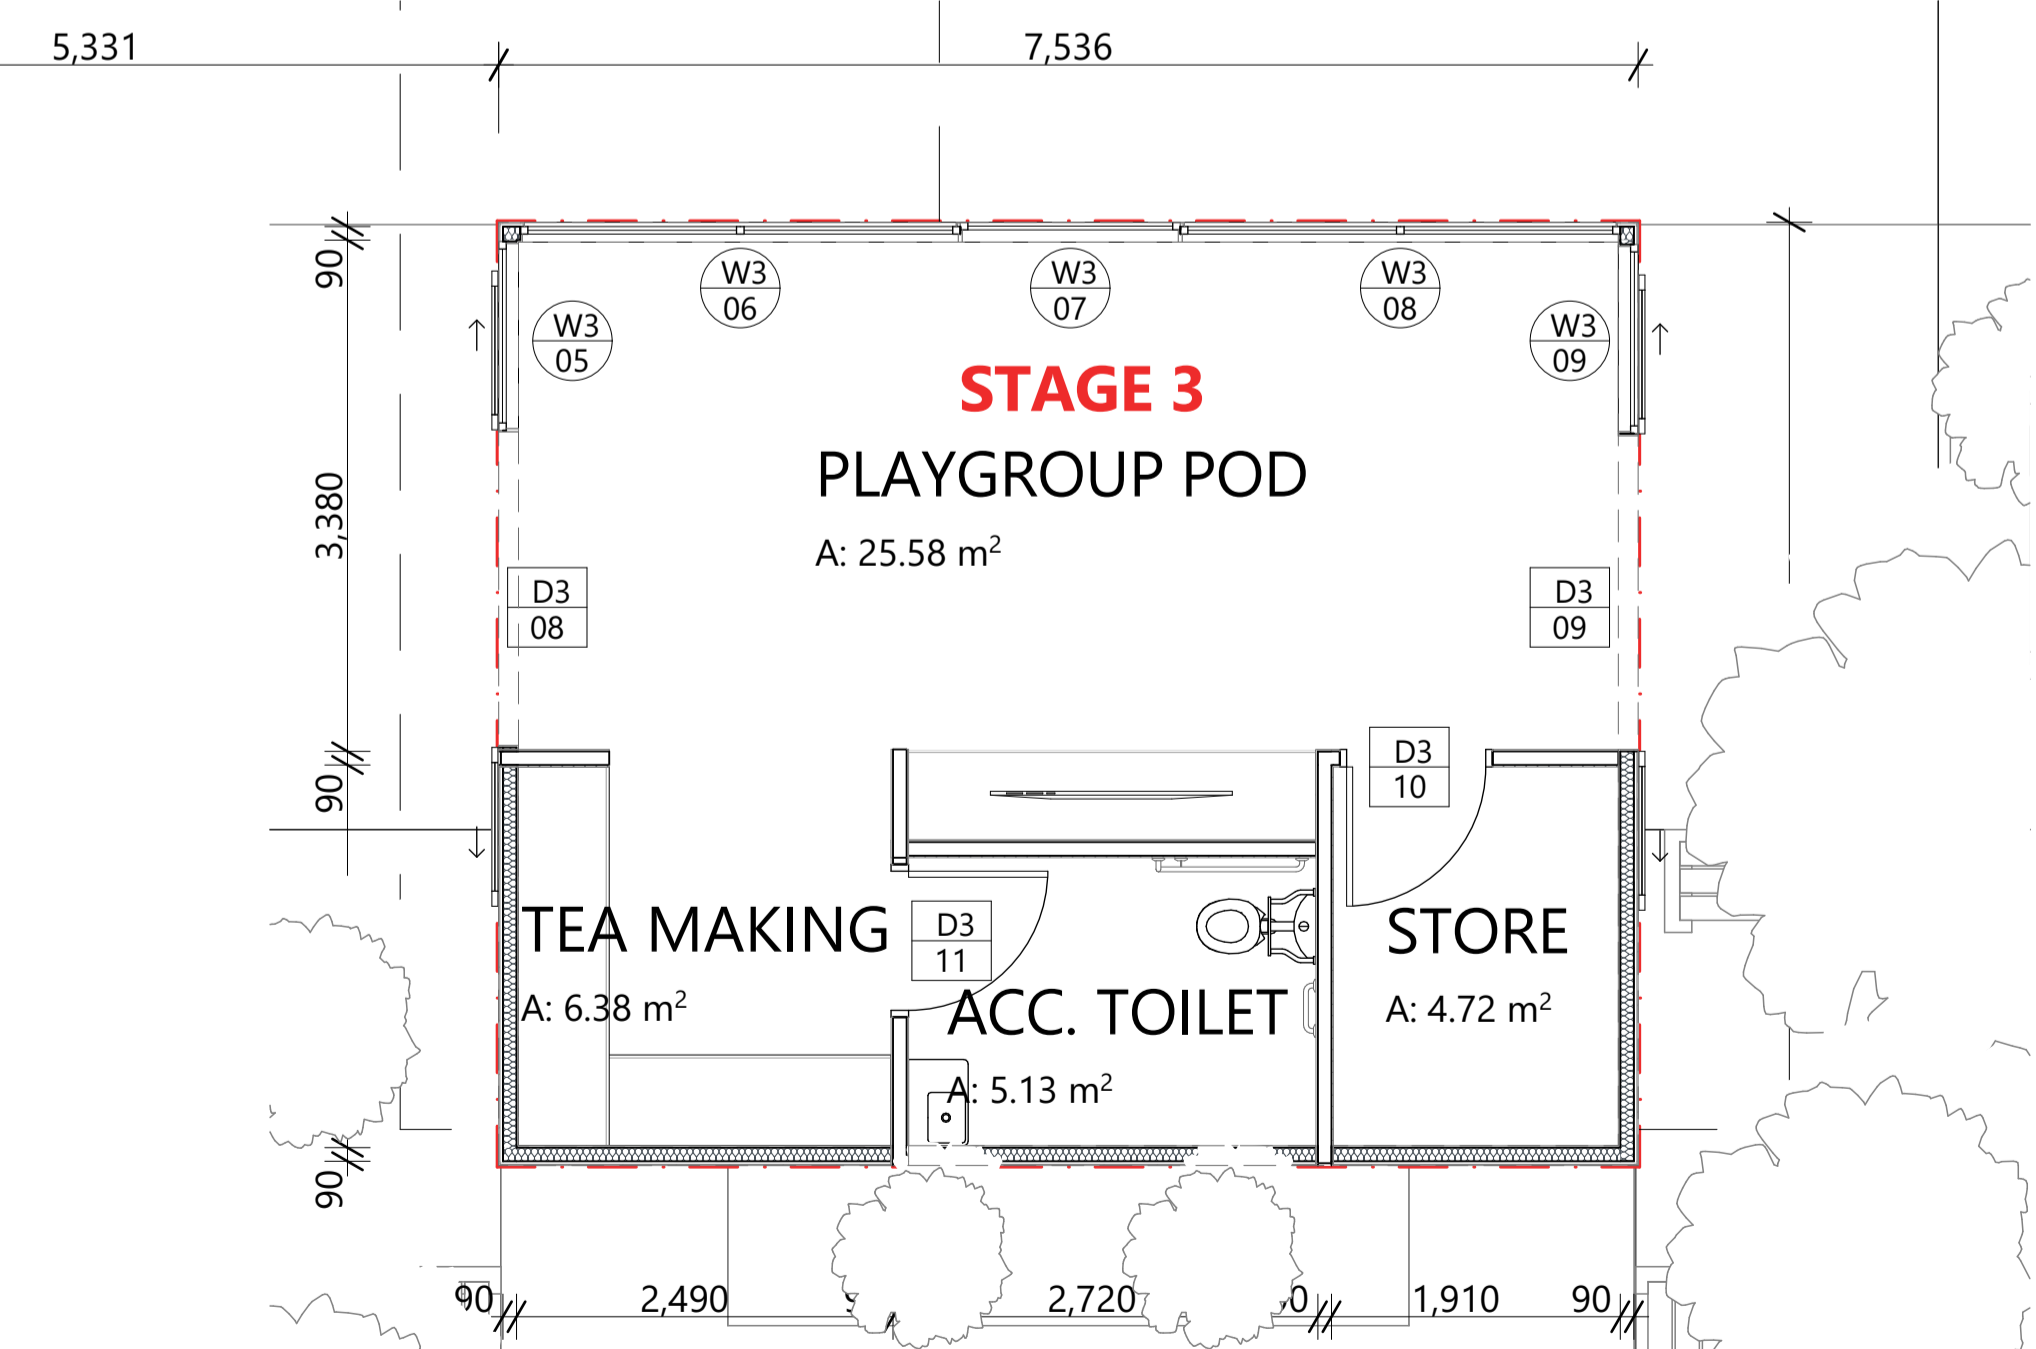 5,331
7,536
90
W3
06
W3
07
W3
08
W3
05
W3
09
STAGE 3
PLAYGROUP POD
3,380
A: 25.58 m²
D3
08
D3
09
90
D3
10
TEA MAKING
D3
11
STORE
A: 6.38 m²
ACC. TOILET
A: 4.72 m²
A: 5.13 m²
90
90
2,490
2,720
1,910
90